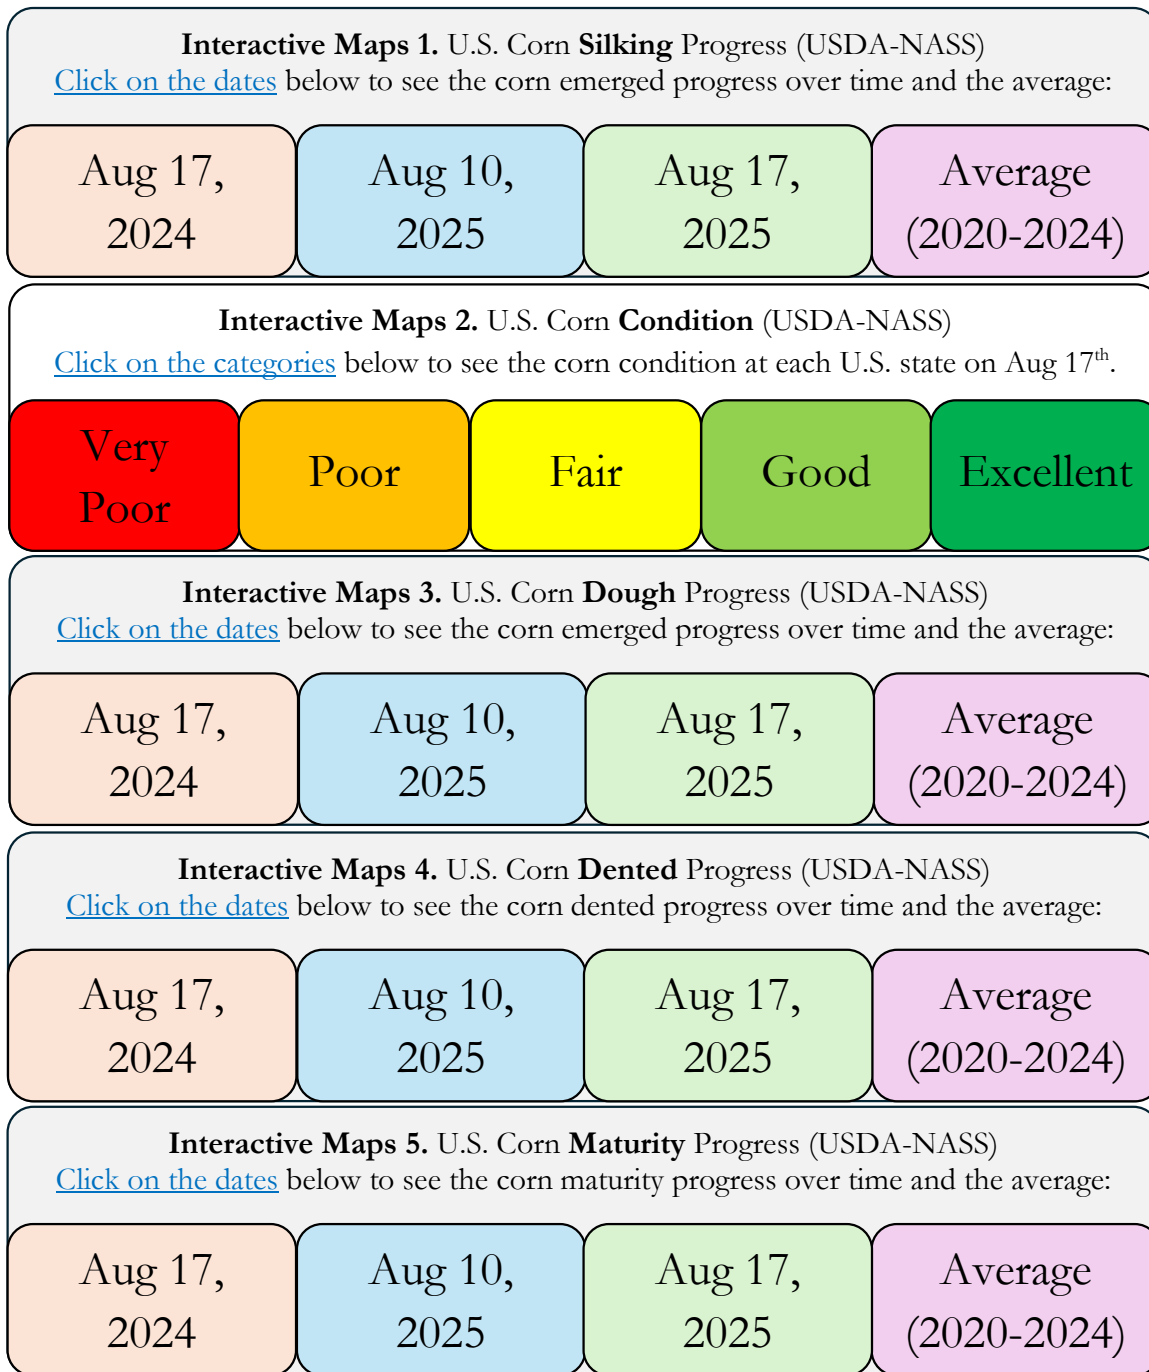 Interactive Maps 1. U.S. Corn Silking Progress (USDA-NASS)
Click on the dates below to see the corn emerged progress over time and the average:
Aug 17, 2024
Aug 10, 2025
Aug 17, 2025
Average (2020-2024)
Interactive Maps 2. U.S. Corn Condition (USDA-NASS)
Click on the categories below to see the corn condition at each U.S. state on Aug 17th.
Very Poor
Poor
Fair
Good
Excellent
Interactive Maps 3. U.S. Corn Dough Progress (USDA-NASS)
Click on the dates below to see the corn emerged progress over time and the average:
Aug 17, 2024
Aug 10, 2025
Aug 17, 2025
Average (2020-2024)
Interactive Maps 4. U.S. Corn Dented Progress (USDA-NASS)
Click on the dates below to see the corn dented progress over time and the average:
Aug 17, 2024
Aug 10, 2025
Aug 17, 2025
Average (2020-2024)
Interactive Maps 5. U.S. Corn Maturity Progress (USDA-NASS)
Click on the dates below to see the corn maturity progress over time and the average:
Aug 17, 2024
Aug 10, 2025
Aug 17, 2025
Average (2020-2024)